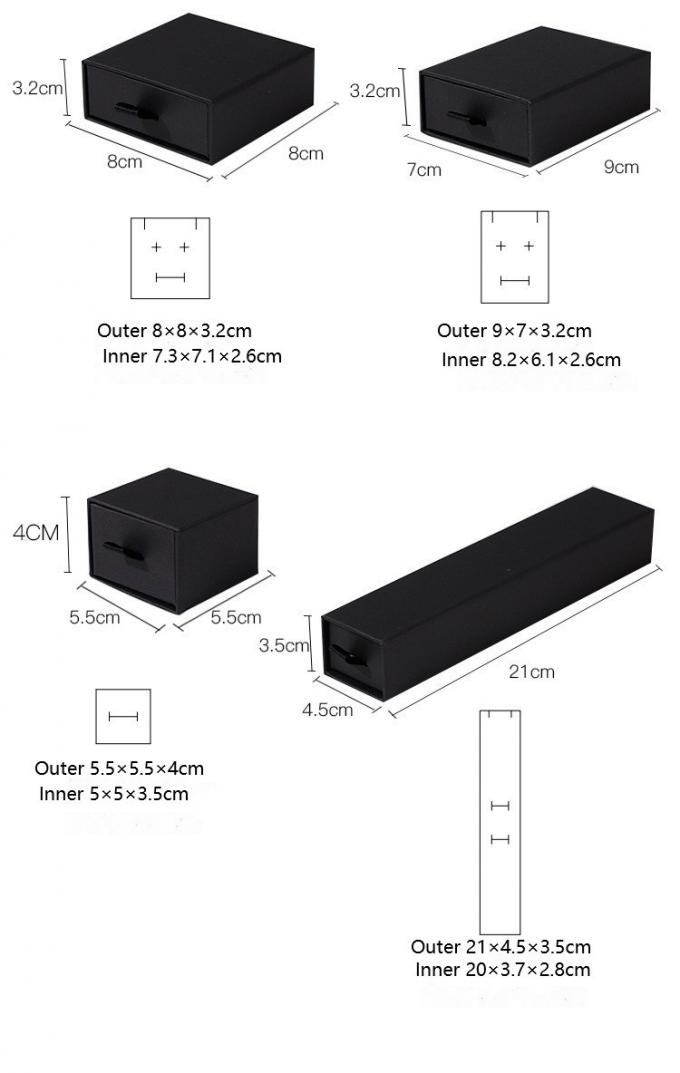 3.2cm
8cm
8cm
3.2cm
7cm
9cm
Outer 8×8×3.2cm
Inner 7.3×7.1×2.6cm
Outer 9×7×3.2cm
Inner 8.2×6.1×2.6cm
4CM
5.5cm
5.5cm
3.5cm
4.5cm
21cm
Outer 5.5×5.5×4cm
Inner 5×5×3.5cm
Outer 21×4.5×3.5cm
Inner 20×3.7×2.8cm